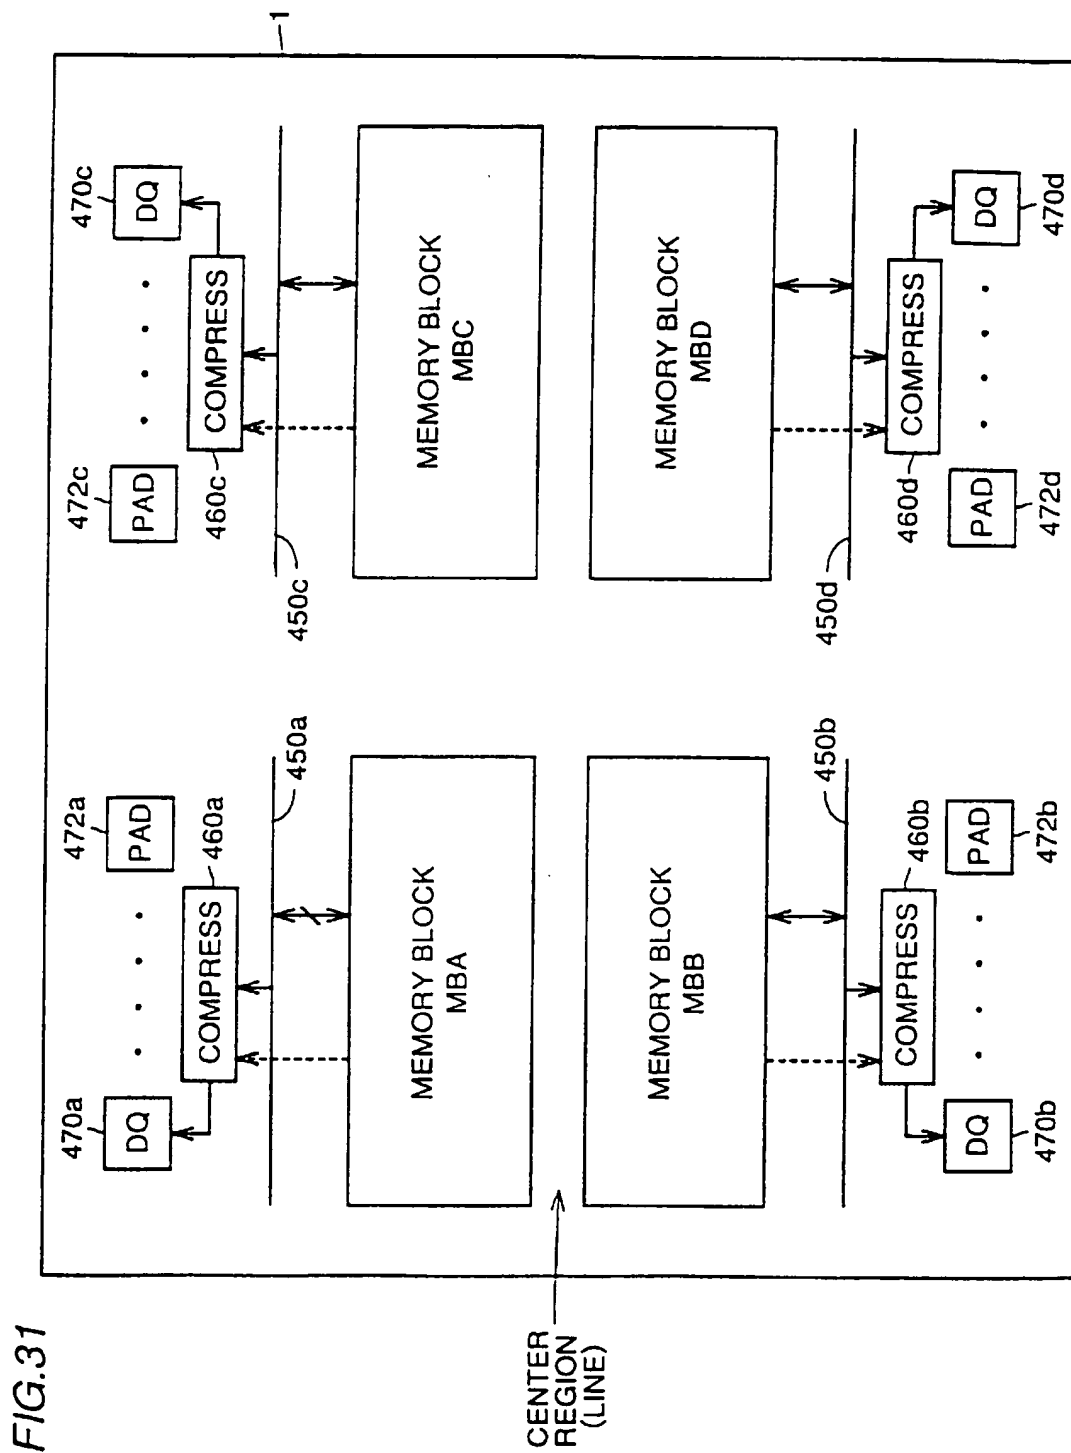 FIG.31
1
470a
DQ
472a
PAD
COMPRESS
460a
450a
MEMORY BLOCK
MBA
472c
PAD
470c
DQ
COMPRESS
460c
450c
MEMORY BLOCK
MBC
CENTER
REGION
(LINE)
MEMORY BLOCK
MBB
450b
COMPRESS
460b
DQ
470b
PAD
472b
MEMORY BLOCK
MBD
450d
COMPRESS
460d
PAD
472d
DQ
470d